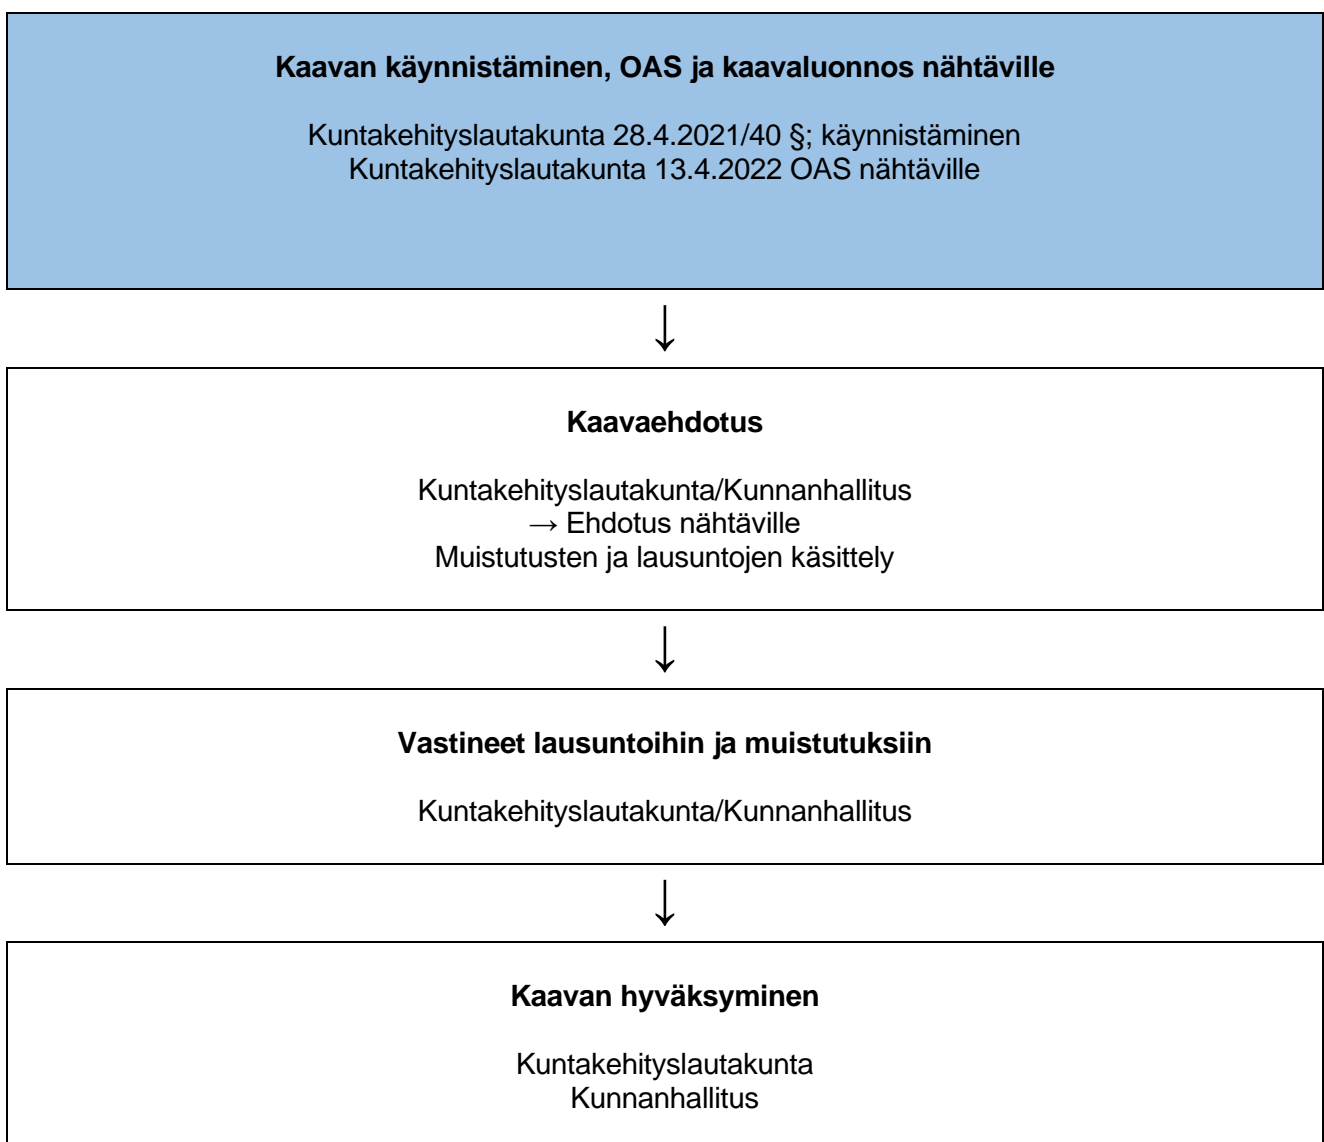 Kaavan käynnistäminen, OAS ja kaavaluonnos nähtäville
Kuntakehityslautakunta 28.4.2021/40 §; käynnistäminen
Kuntakehityslautakunta 13.4.2022 OAS nähtäville
↓
Kaavaehdotus
Kuntakehityslautakunta/Kunnanhallitus
→ Ehdotus nähtäville
Muistutusten ja lausuntojen käsittely
↓
Vastineet lausuntoihin ja muistutuksiin
Kuntakehityslautakunta/Kunnanhallitus
↓
Kaavan hyväksyminen
Kuntakehityslautakunta
Kunnanhallitus